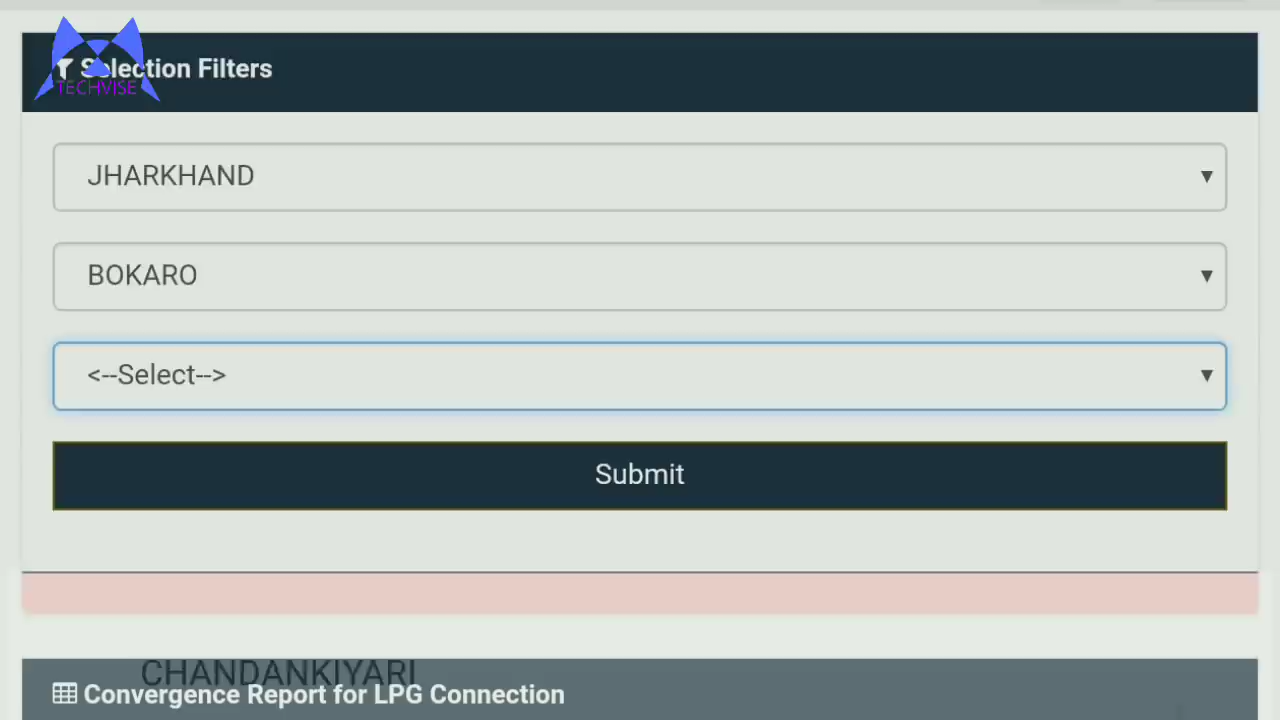 Selection Filters
TECHVISE
JHARKHAND
BOKARO
<--Select-->
Submit
CHANDANKIYARI
Convergence Report for LPG Connection